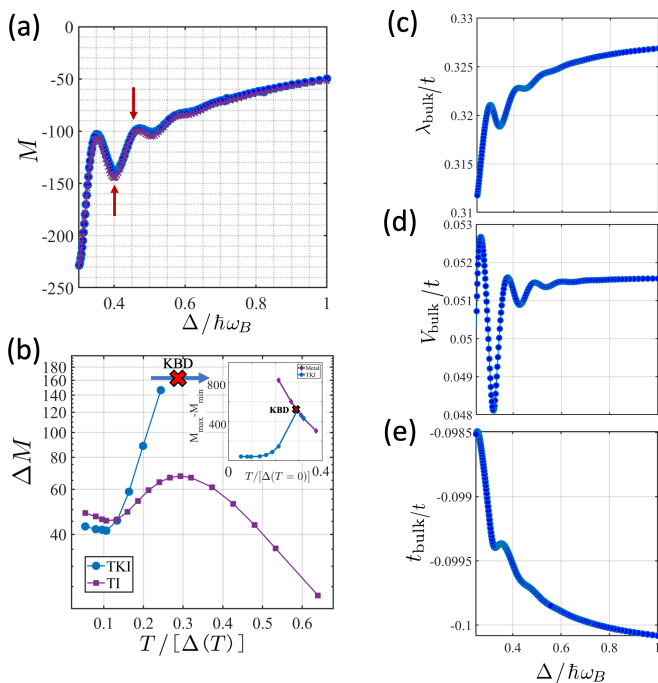 (a)
0
-50
-100
-150
-200
-250
M
0.4 0.6 0.8 1
Δ/ℏω_B
(b)
180
160
140
120
100
80
60
40
ΔM
KBD
TKI
TI
0.1 0.2 0.3 0.4 0.5 0.6
T/[Δ(T)]
Metal
TKI
800
400
0
KBD
M_max-M_min
0.4
T/[Δ(T = 0)]
(c)
0.33
0.325
0.32
0.315
0.31
λ_bulk/t
(d)
0.053
0.052
0.051
0.05
0.049
0.048
V_bulk/t
(e)
-0.0985
-0.099
-0.0995
-0.1
t_bulk/t
0.4 0.6 0.8 1
Δ/ℏω_B